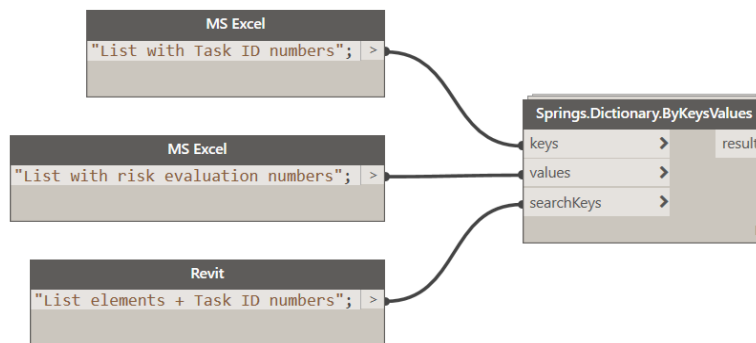 MS Excel
"List with Task ID numbers"; >
MS Excel
"List with risk evaluation numbers"; >
Revit
"List elements + Task ID numbers"; >
Springs.Dictionary.ByKeysValues
keys > result
values >
searchKeys >